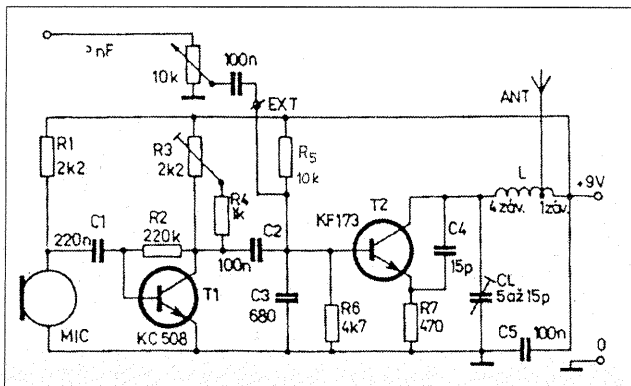 nF
10k
100n
EXT
ANT
R1
2k2
R3
2k2
R5
10k
R4
L
+9V
T2
4 záv. 1záv.
KF173
C1
220n
R2
220k
C2
100n
C4
15p
CL
5až15p
T1
C3
680
R6
4k7
R7
470
C5
100n
MIC
KC508
0